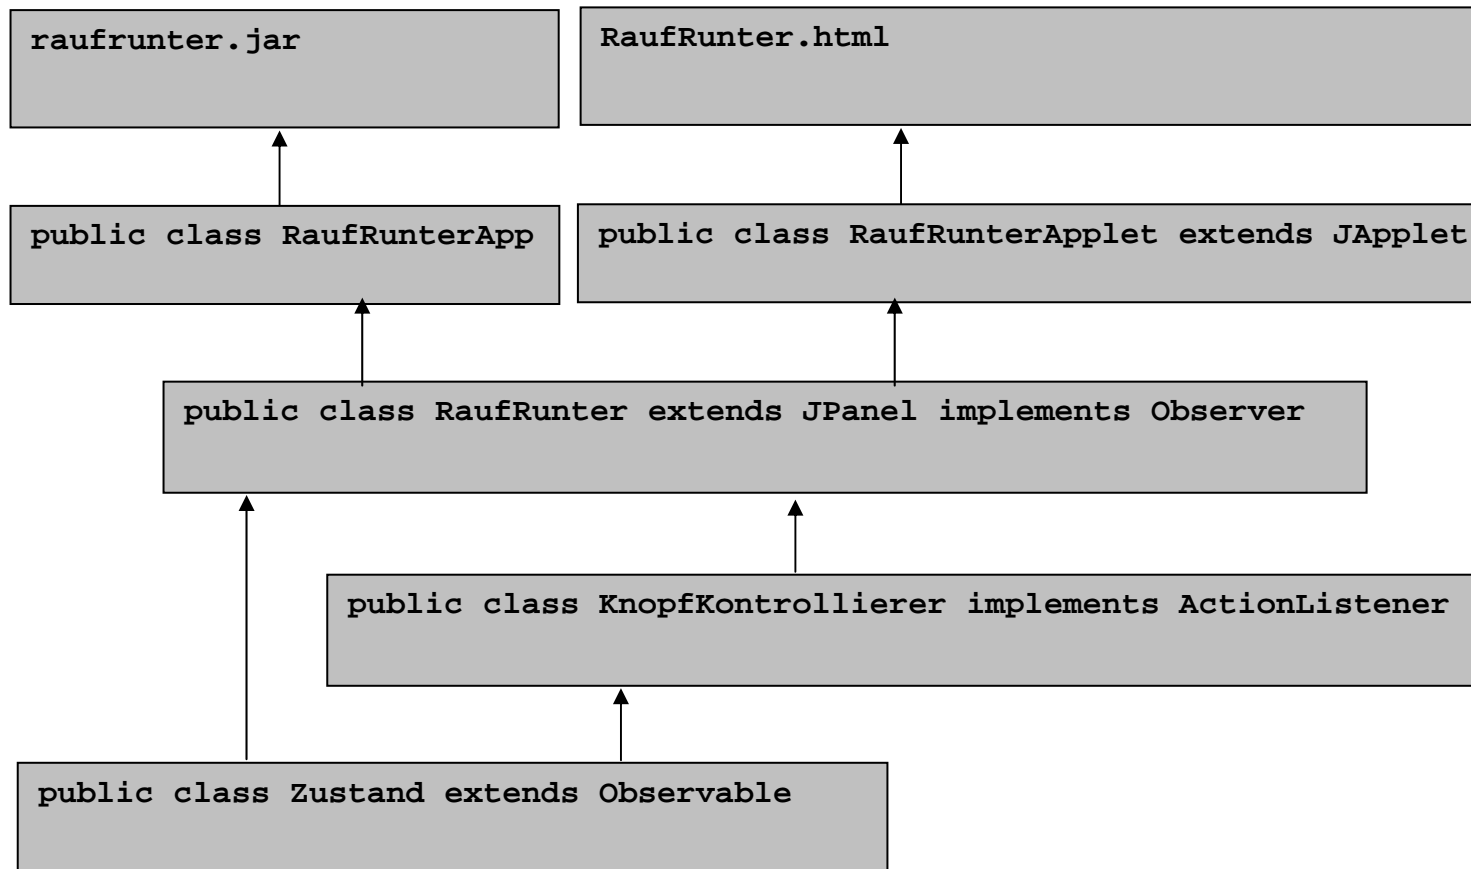 raufrunter.jar
RaufRunter.html
public class RaufRunterApp
public class RaufRunterApplet extends JApplet
public class RaufRunter extends JPanel implements Observer
public class KnopfKontrollierer implements ActionListener
public class Zustand extends Observable